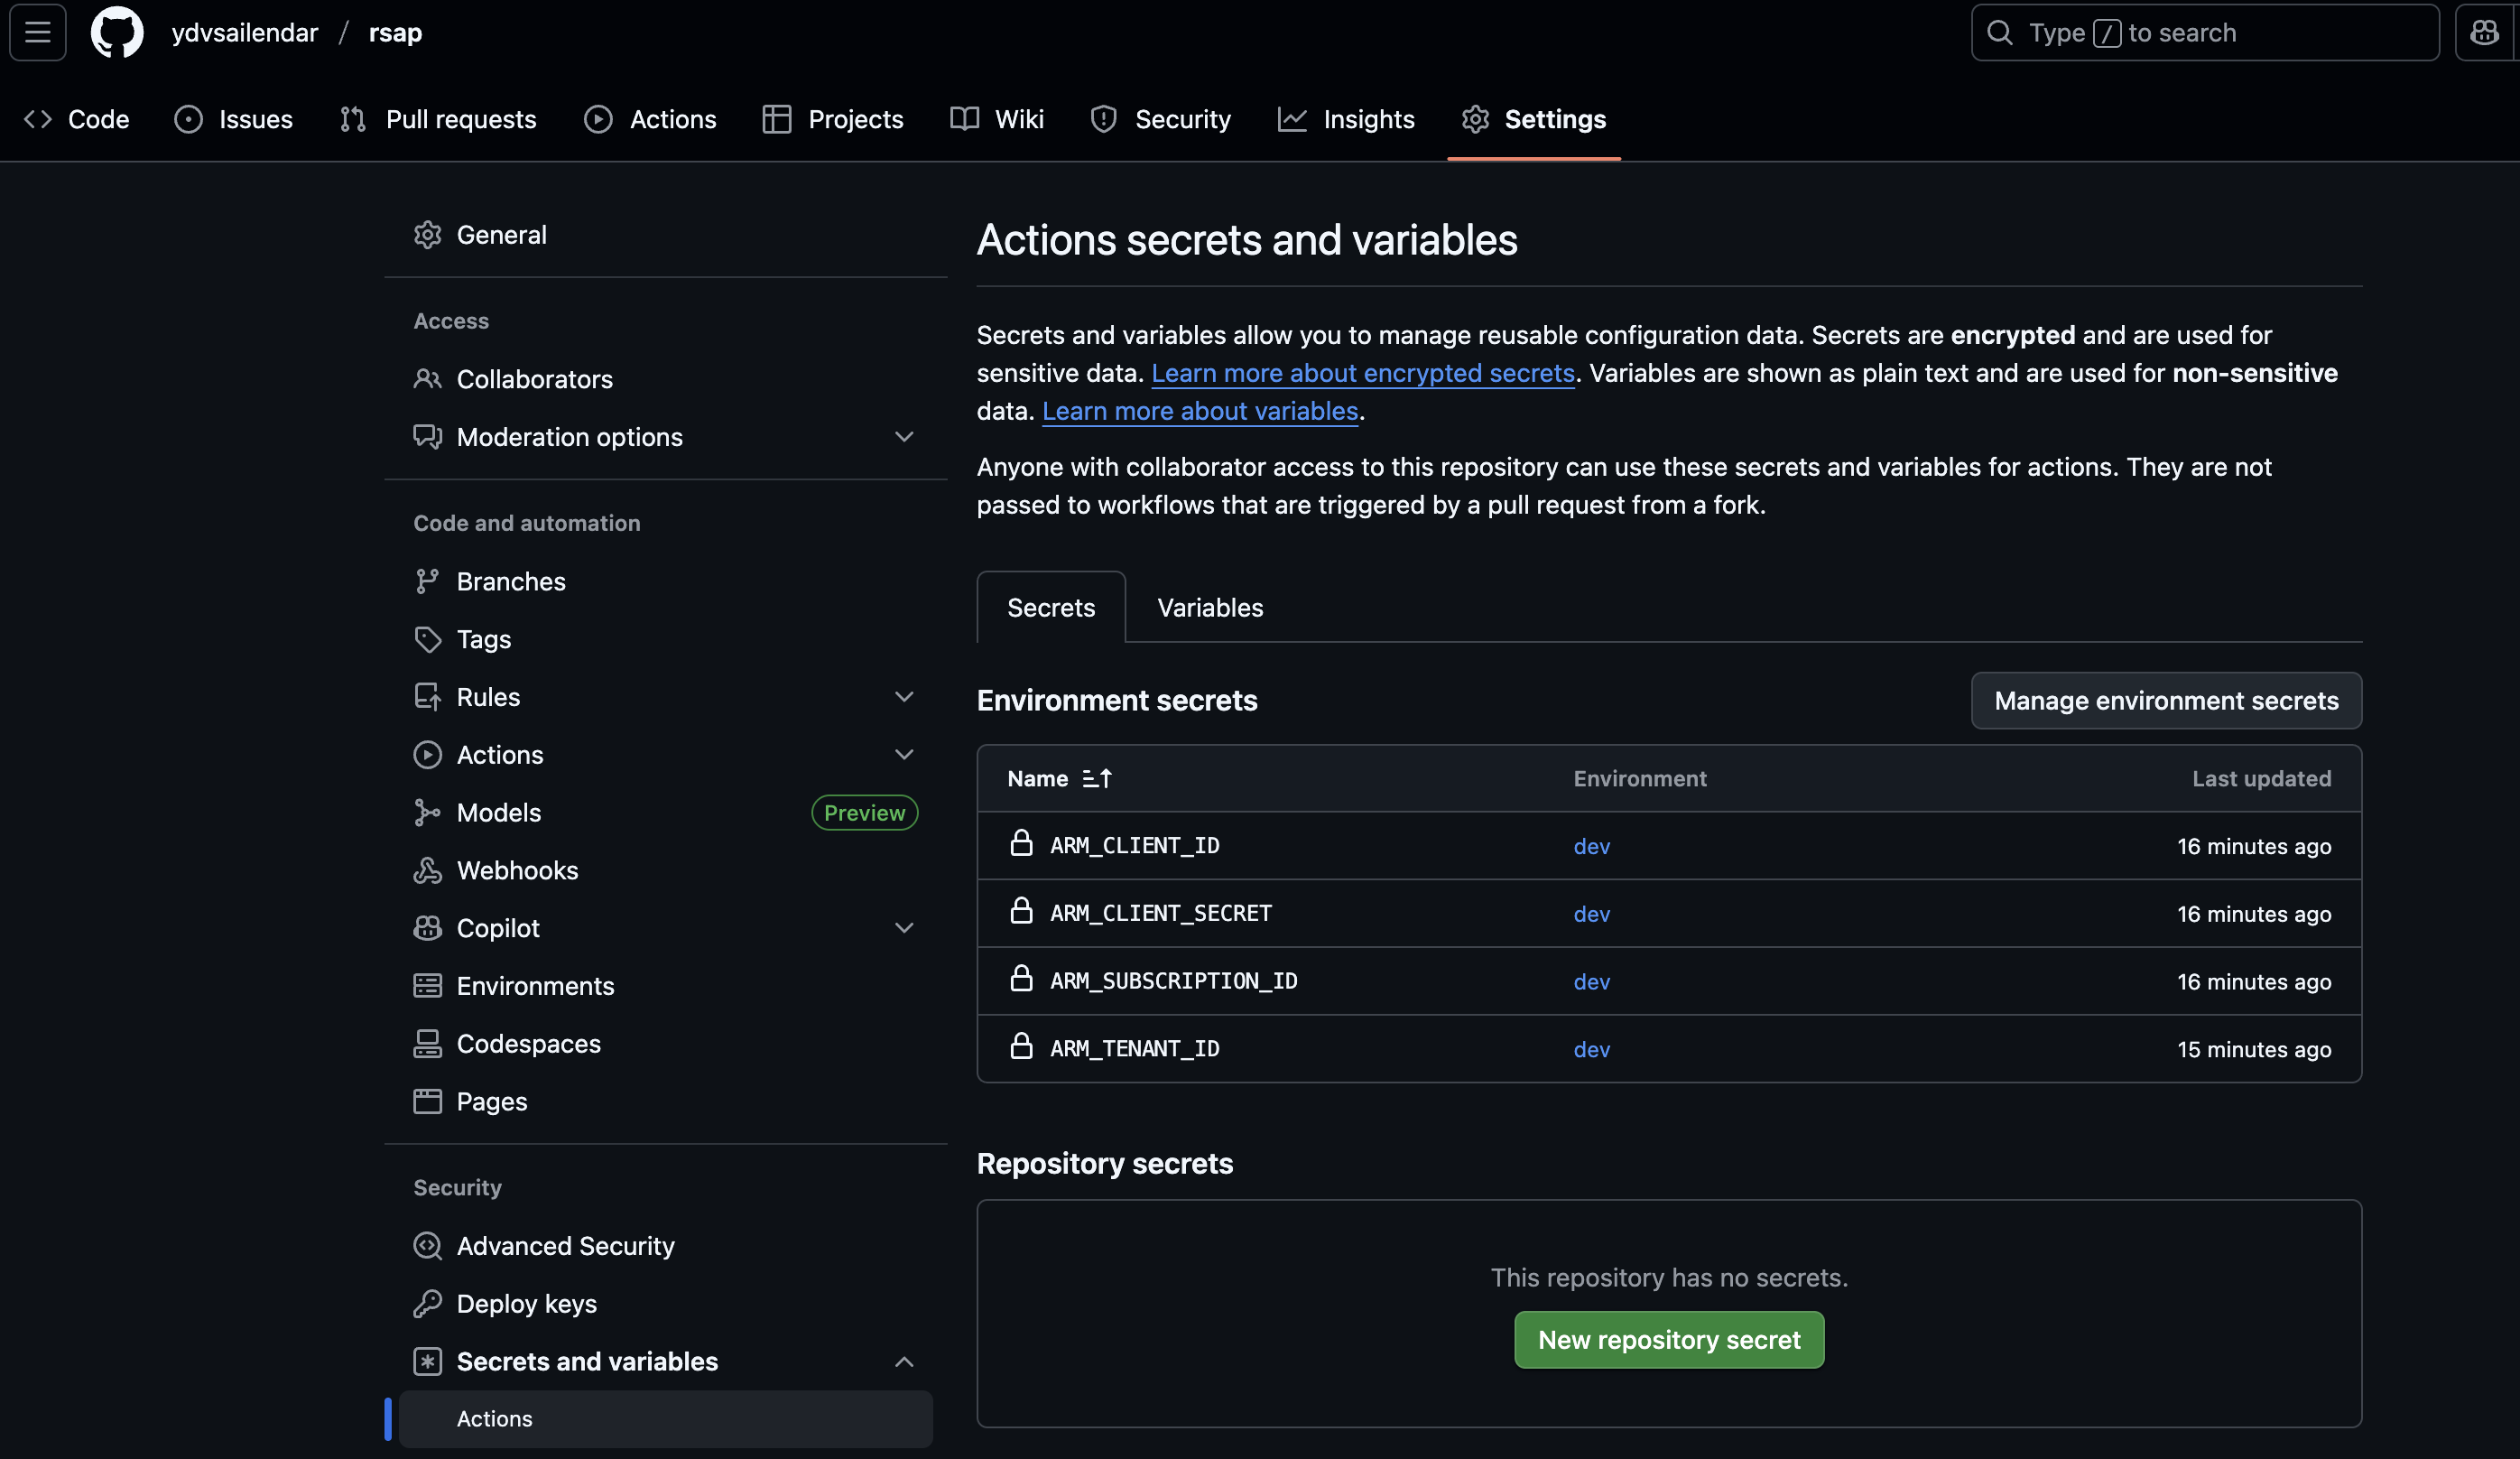 ydvsailendar / rsap
Type / to search
Code Issues Pull requests Actions Projects Wiki Security Insights Settings
General
Access
Collaborators
Moderation options
Code and automation
Branches
Tags
Rules
Actions
Models Preview
Webhooks
Copilot
Environments
Codespaces
Pages
Security
Advanced Security
Deploy keys
Secrets and variables
Actions
Actions secrets and variables
Secrets and variables allow you to manage reusable configuration data. Secrets are encrypted and are used for
sensitive data. Learn more about encrypted secrets. Variables are shown as plain text and are used for non-sensitive
data. Learn more about variables.
Anyone with collaborator access to this repository can use these secrets and variables for actions. They are not
passed to workflows that are triggered by a pull request from a fork.
Secrets Variables
Environment secrets Manage environment secrets
Name Environment Last updated
ARM_CLIENT_ID dev 16 minutes ago
ARM_CLIENT_SECRET dev 16 minutes ago
ARM_SUBSCRIPTION_ID dev 16 minutes ago
ARM_TENANT_ID dev 15 minutes ago
Repository secrets
This repository has no secrets.
New repository secret